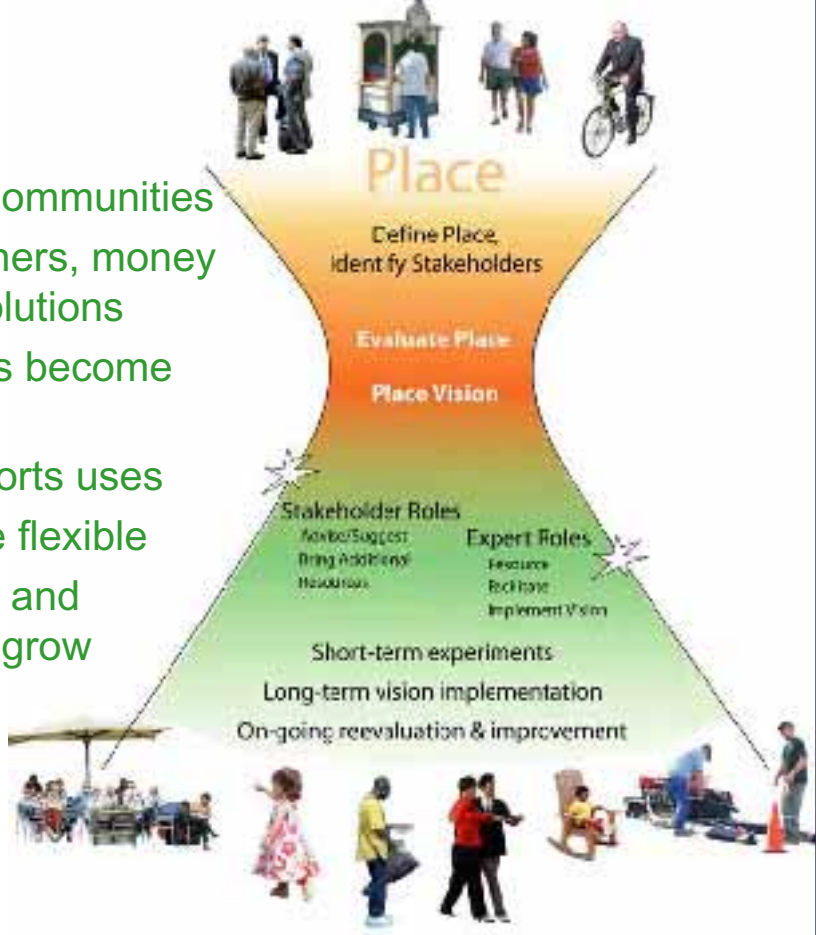 ommunities
ners, money
olutions
s become
orts uses
e flexible
and
grow
Place
Define Place,
Identify Stakeholders
Evaluate Place
Place Vision
Stakeholder Roles
Advise/Suggest
Bring Additional
Resources
Expert Roles
Resource
Facilitate
Implement Vision
Short-term experiments
Long-term vision implementation
On-going reevaluation & improvement